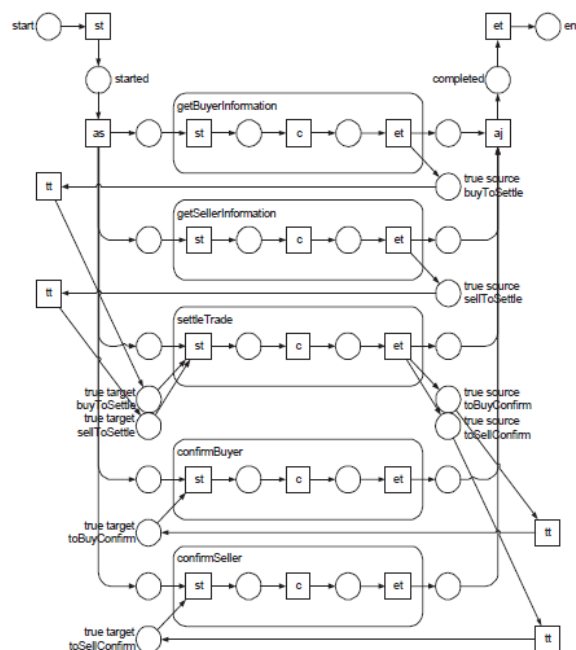 start
st
et
en
started
completed
getBuyerInformation
as
st
c
et
aj
tt
true source
buyToSettle
getSellerInformation
st
c
et
tt
true source
sellToSettle
settleTrade
st
c
et
true target
buyToSettle
true target
sellToSettle
true source
toBuyConfirm
true source
toSellConfirm
confirmBuyer
st
c
et
true target
toBuyConfirm
tt
confirmSeller
st
c
et
true target
toSellConfirm
tt